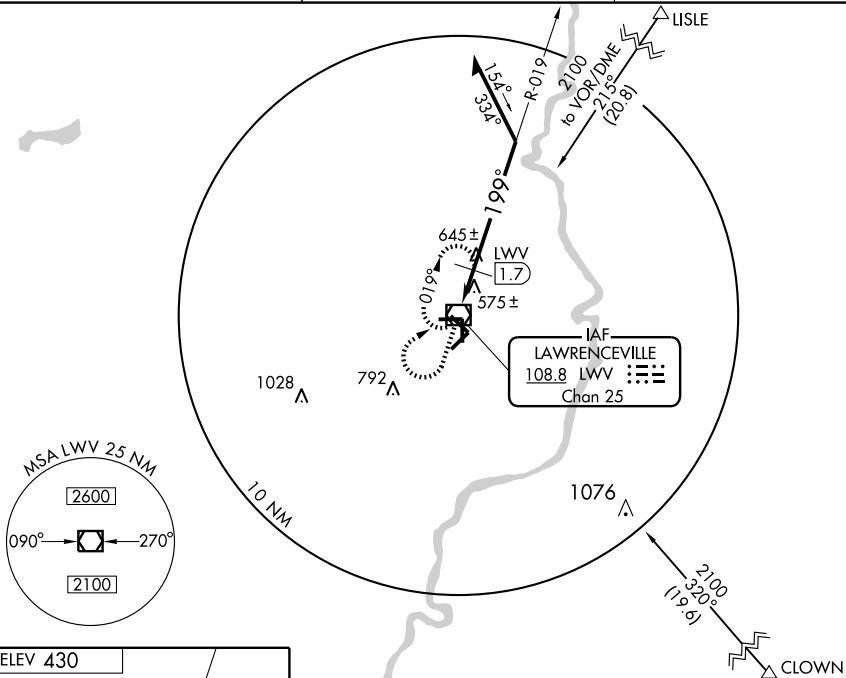 LISLE
2100
to VOR/DME
215°
(20.8)
R-019
154°
334°
199°
645±
LWV
1.7
019°
575±
IAF
LAWRENCEVILLE
108.8 LWV
Chan 25
1028
792
1076
10 NM
MSA LWV 25 NM
2600
090°
270°
2100
2100
320°
(19.6)
CLOWN
ELEV 430